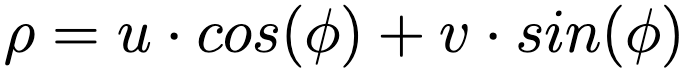 ρ = u · cos(ϕ) + v · sin(ϕ)